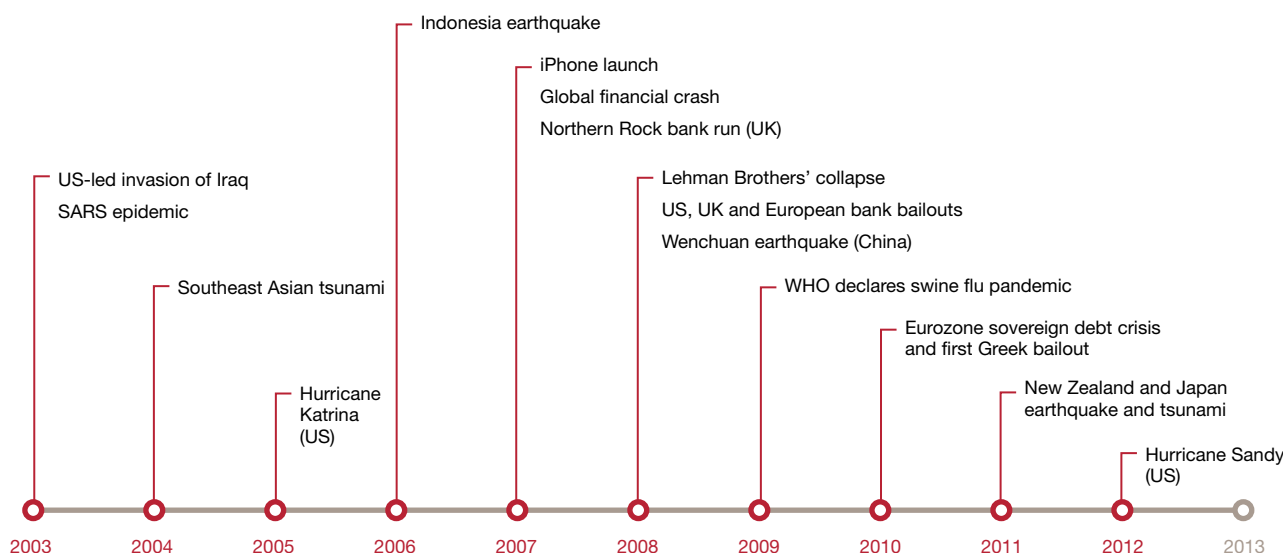 Indonesia earthquake
iPhone launch
Global financial crash
Northern Rock bank run (UK)
US-led invasion of Iraq
SARS epidemic
Lehman Brothers’ collapse
US, UK and European bank bailouts
Wenchuan earthquake (China)
Southeast Asian tsunami
WHO declares swine flu pandemic
Eurozone sovereign debt crisis
and first Greek bailout
Hurricane
Katrina
(US)
New Zealand and Japan
earthquake and tsunami
Hurricane Sandy
(US)
2003 2004 2005 2006 2007 2008 2009 2010 2011 2012 2013